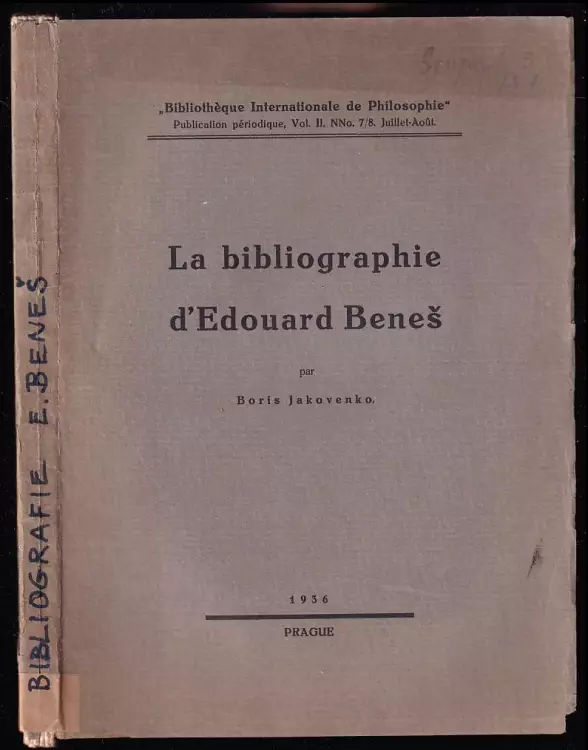 „Bibliothèque Internationale de Philosophie“
Publication périodique, Vol. II. NNo. 7/8. Juillet-Août.
La bibliographie
d'Edouard Beneš
par
Boris Jakovenko.
1936
PRAGUE
BIBLIOGRAFIE E. BENEŠ